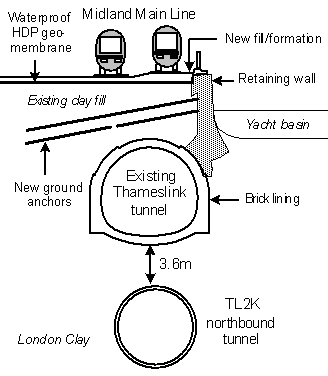 Waterproof
HDP geo-
membrane
Midland Main Line
New fill/formation
Retaining wall
Existing clay fill
Yacht basin
New ground
anchors
Existing
Thameslink
tunnel
Brick lining
3.6m
TL2K
northbound
tunnel
London Clay